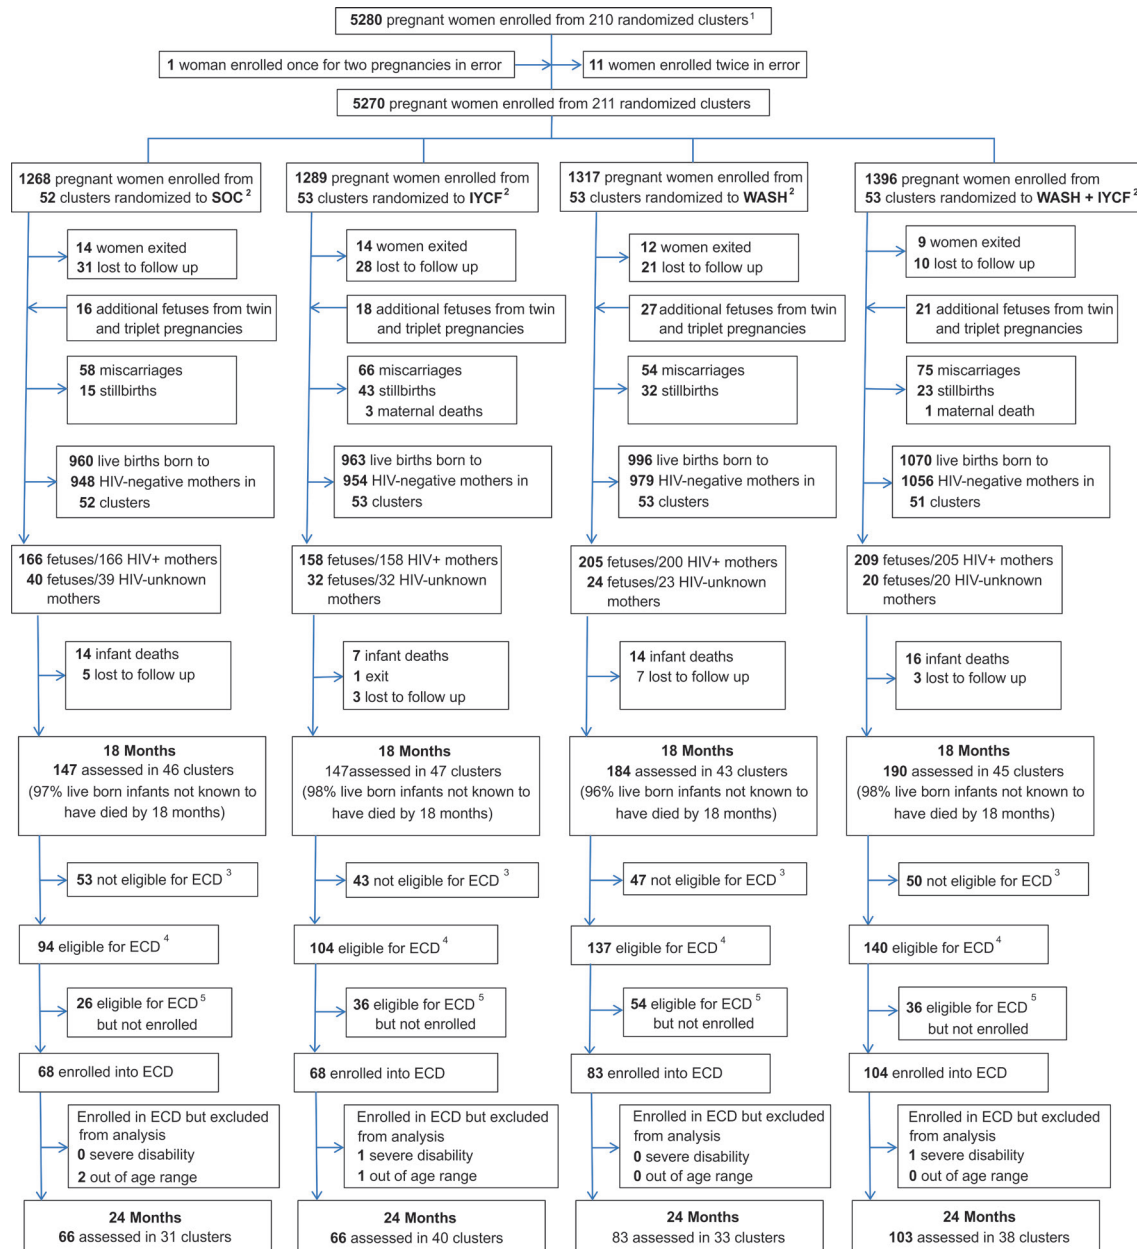 5280 pregnant women enrolled from 210 randomized clusters1
1 woman enrolled once for two pregnancies in error
11 women enrolled twice in error
5270 pregnant women enrolled from 211 randomized clusters
1268 pregnant women enrolled from
52 clusters randomized to SOC2
1289 pregnant women enrolled from
53 clusters randomized to IYCF2
1317 pregnant women enrolled from
53 clusters randomized to WASH2
1396 pregnant women enrolled from
53 clusters randomized to WASH + IYCF2
14 women exited
31 lost to follow up
14 women exited
28 lost to follow up
12 women exited
21 lost to follow up
9 women exited
10 lost to follow up
16 additional fetuses from twin
and triplet pregnancies
18 additional fetuses from twin
and triplet pregnancies
27 additional fetuses from twin
and triplet pregnancies
21 additional fetuses from twin
and triplet pregnancies
58 miscarriages
15 stillbirths
66 miscarriages
43 stillbirths
3 maternal deaths
54 miscarriages
32 stillbirths
75 miscarriages
23 stillbirths
1 maternal death
960 live births born to
948 HIV-negative mothers in
52 clusters
963 live births born to
954 HIV-negative mothers in
53 clusters
996 live births born to
979 HIV-negative mothers in
53 clusters
1070 live births born to
1056 HIV-negative mothers in
51 clusters
166 fetuses/166 HIV+ mothers
40 fetuses/39 HIV-unknown
mothers
158 fetuses/158 HIV+ mothers
32 fetuses/32 HIV-unknown
mothers
205 fetuses/200 HIV+ mothers
24 fetuses/23 HIV-unknown
mothers
209 fetuses/205 HIV+ mothers
20 fetuses/20 HIV-unknown
mothers
14 infant deaths
5 lost to follow up
7 infant deaths
1 exit
3 lost to follow up
14 infant deaths
7 lost to follow up
16 infant deaths
3 lost to follow up
18 Months
147 assessed in 46 clusters
(97% live born infants not known to
have died by 18 months)
18 Months
147assessed in 47 clusters
(98% live born infants not known to
have died by 18 months)
18 Months
184 assessed in 43 clusters
(96% live born infants not known to
have died by 18 months)
18 Months
190 assessed in 45 clusters
(98% live born infants not known to
have died by 18 months)
53 not eligible for ECD3
43 not eligible for ECD3
47 not eligible for ECD3
50 not eligible for ECD3
94 eligible for ECD4
104 eligible for ECD4
137 eligible for ECD4
140 eligible for ECD4
26 eligible for ECD5
but not enrolled
36 eligible for ECD5
but not enrolled
54 eligible for ECD5
but not enrolled
36 eligible for ECD5
but not enrolled
68 enrolled into ECD
68 enrolled into ECD
83 enrolled into ECD
104 enrolled into ECD
Enrolled in ECD but excluded
from analysis
0 severe disability
2 out of age range
Enrolled in ECD but excluded
from analysis
1 severe disability
1 out of age range
Enrolled in ECD but excluded
from analysis
0 severe disability
0 out of age range
Enrolled in ECD but excluded
from analysis
1 severe disability
0 out of age range
24 Months
66 assessed in 31 clusters
24 Months
66 assessed in 40 clusters
24 Months
83 assessed in 33 clusters
24 Months
103 assessed in 38 clusters